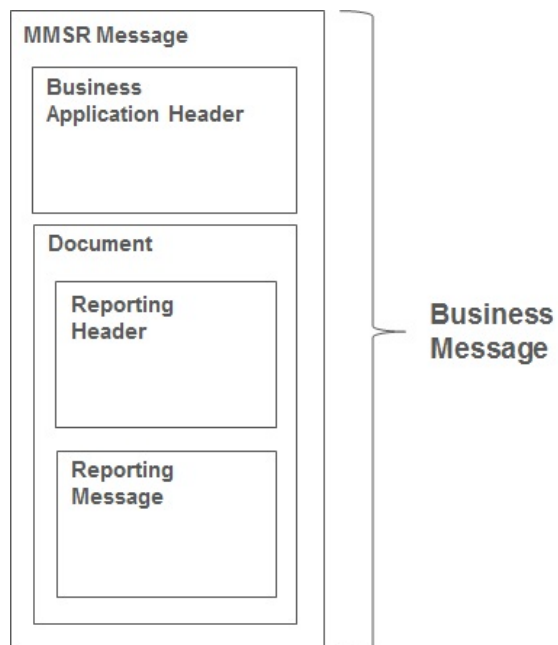 MMSR Message
Business
Application Header
Document
Reporting
Header
Reporting
Message
Business
Message